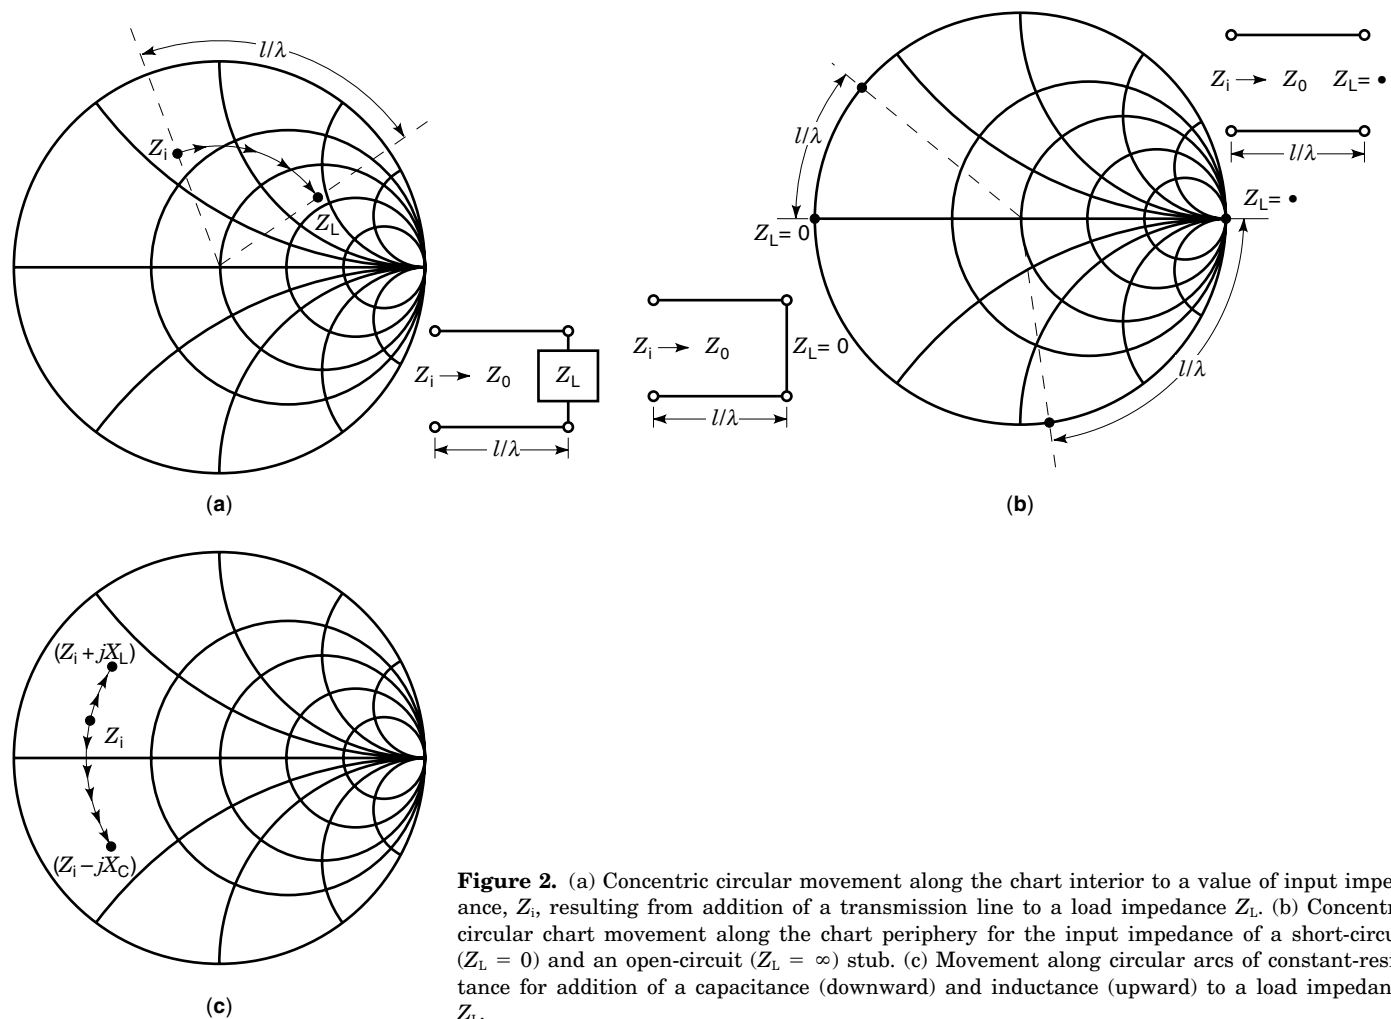 l/λ
Zi
ZL
Zi → Z0 ZL
l/λ
(a)
l/λ
ZL= 0
Zi → Z0 ZL= •
l/λ
ZL= •
l/λ
Zi → Z0 ZL= 0
l/λ
(b)
(Zi + jXL)
Zi
(Zi − jXC)
(c)
Figure 2. (a) Concentric circular movement along the chart interior to a value of input impe
ance, Zi, resulting from addition of a transmission line to a load impedance ZL. (b) Concentr
circular chart movement along the chart periphery for the input impedance of a short-circu
(ZL = 0) and an open-circuit (ZL = ∞) stub. (c) Movement along circular arcs of constant-resi
tance for addition of a capacitance (downward) and inductance (upward) to a load impedan
ZL.